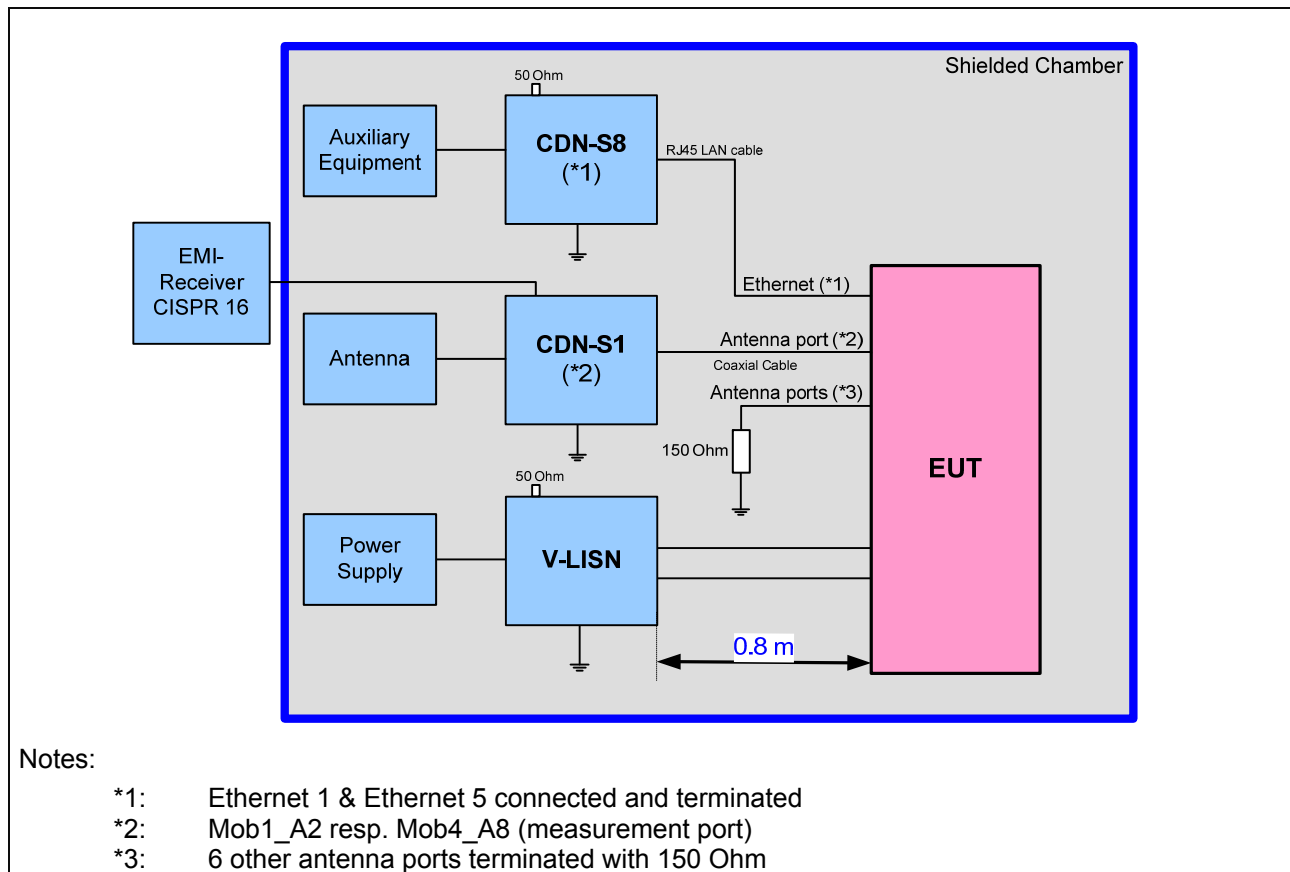 Shielded Chamber
50 Ohm
Auxiliary
Equipment
CDN-S8
(*1)
RJ45 LAN cable
EMI-
Receiver
CISPR 16
Ethernet (*1)
Antenna
CDN-S1
(*2)
Antenna port (*2)
Coaxial Cable
Antenna ports (*3)
150 Ohm
EUT
50 Ohm
Power
Supply
V-LISN
0.8 m
Notes:
*1: Ethernet 1 & Ethernet 5 connected and terminated
*2: Mob1_A2 resp. Mob4_A8 (measurement port)
*3: 6 other antenna ports terminated with 150 Ohm